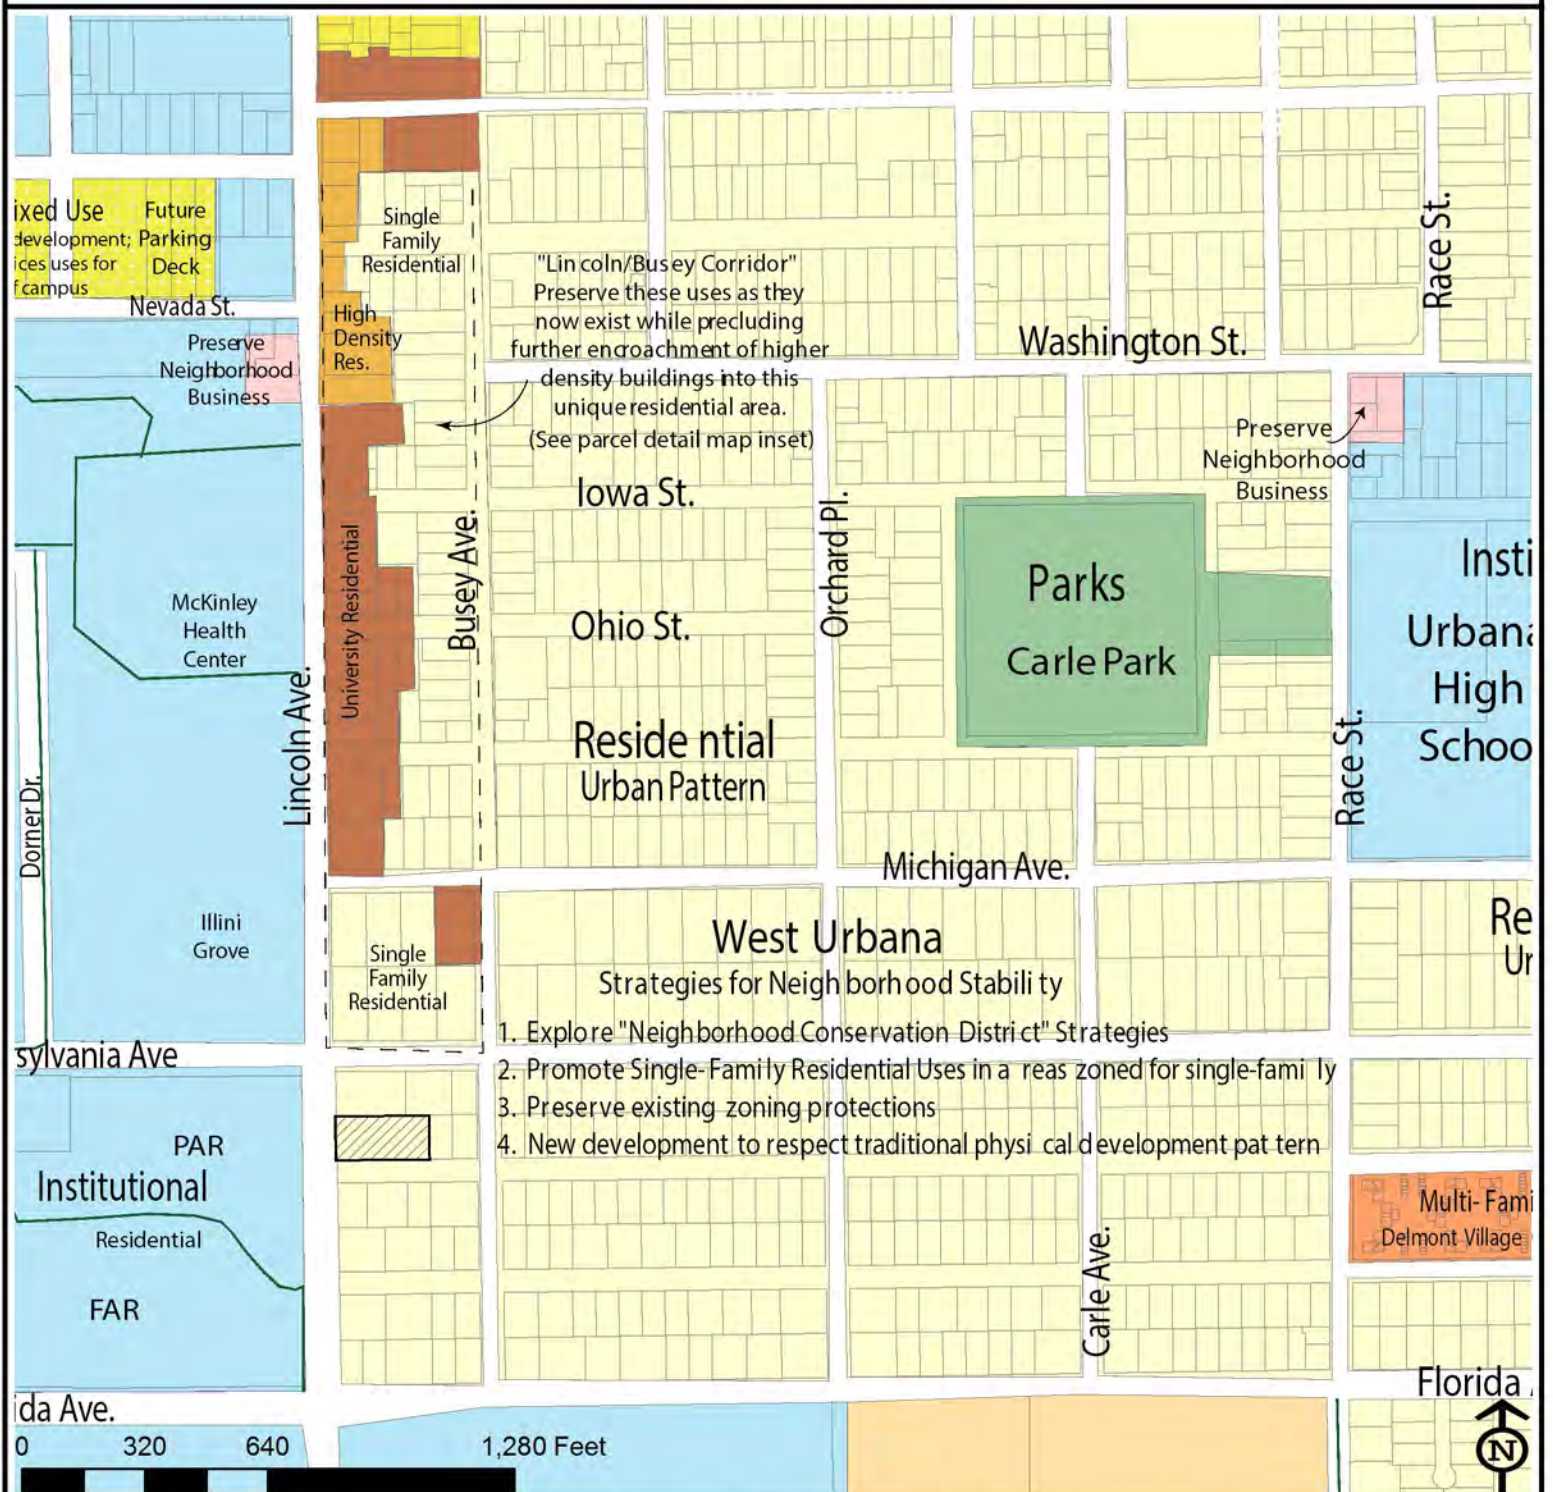 ixed Use
development;
ices uses for
f campus
Future
Parking
Deck
Nevada St.
Preserve
Neighborhood
Business
Single
Family
Residential
High
Density
Res.
"Lincoln/Busey Corridor"
Preserve these uses as they
now exist while precluding
further encroachment of higher
density buildings into this
unique residential area.
(See parcel detail map inset)
Washington St.
Race St.
Preserve
Neighborhood
Business
Iowa St.
Busey Ave.
Orchard Pl.
Parks
Carle Park
Insti
Urbana
High
Schoo
McKinley
Health
Center
University Residential
Ohio St.
Lincoln Ave.
Residential
Urban Pattern
Race St.
Dorner Dr.
Michigan Ave.
Illini
Grove
Single
Family
Residential
West Urbana
Strategies for Neighborhood Stability
1. Explore "Neighborhood Conservation District" Strategies
2. Promote Single-Family Residential Uses in areas zoned for single-family
3. Preserve existing zoning protections
4. New development to respect traditional physical development pattern
Re
Ur
sylvania Ave
PAR
Institutional
Residential
FAR
Multi-Fami
Delmont Village
Carle Ave.
Florida
ida Ave.
0 320 640 1,280 Feet
N